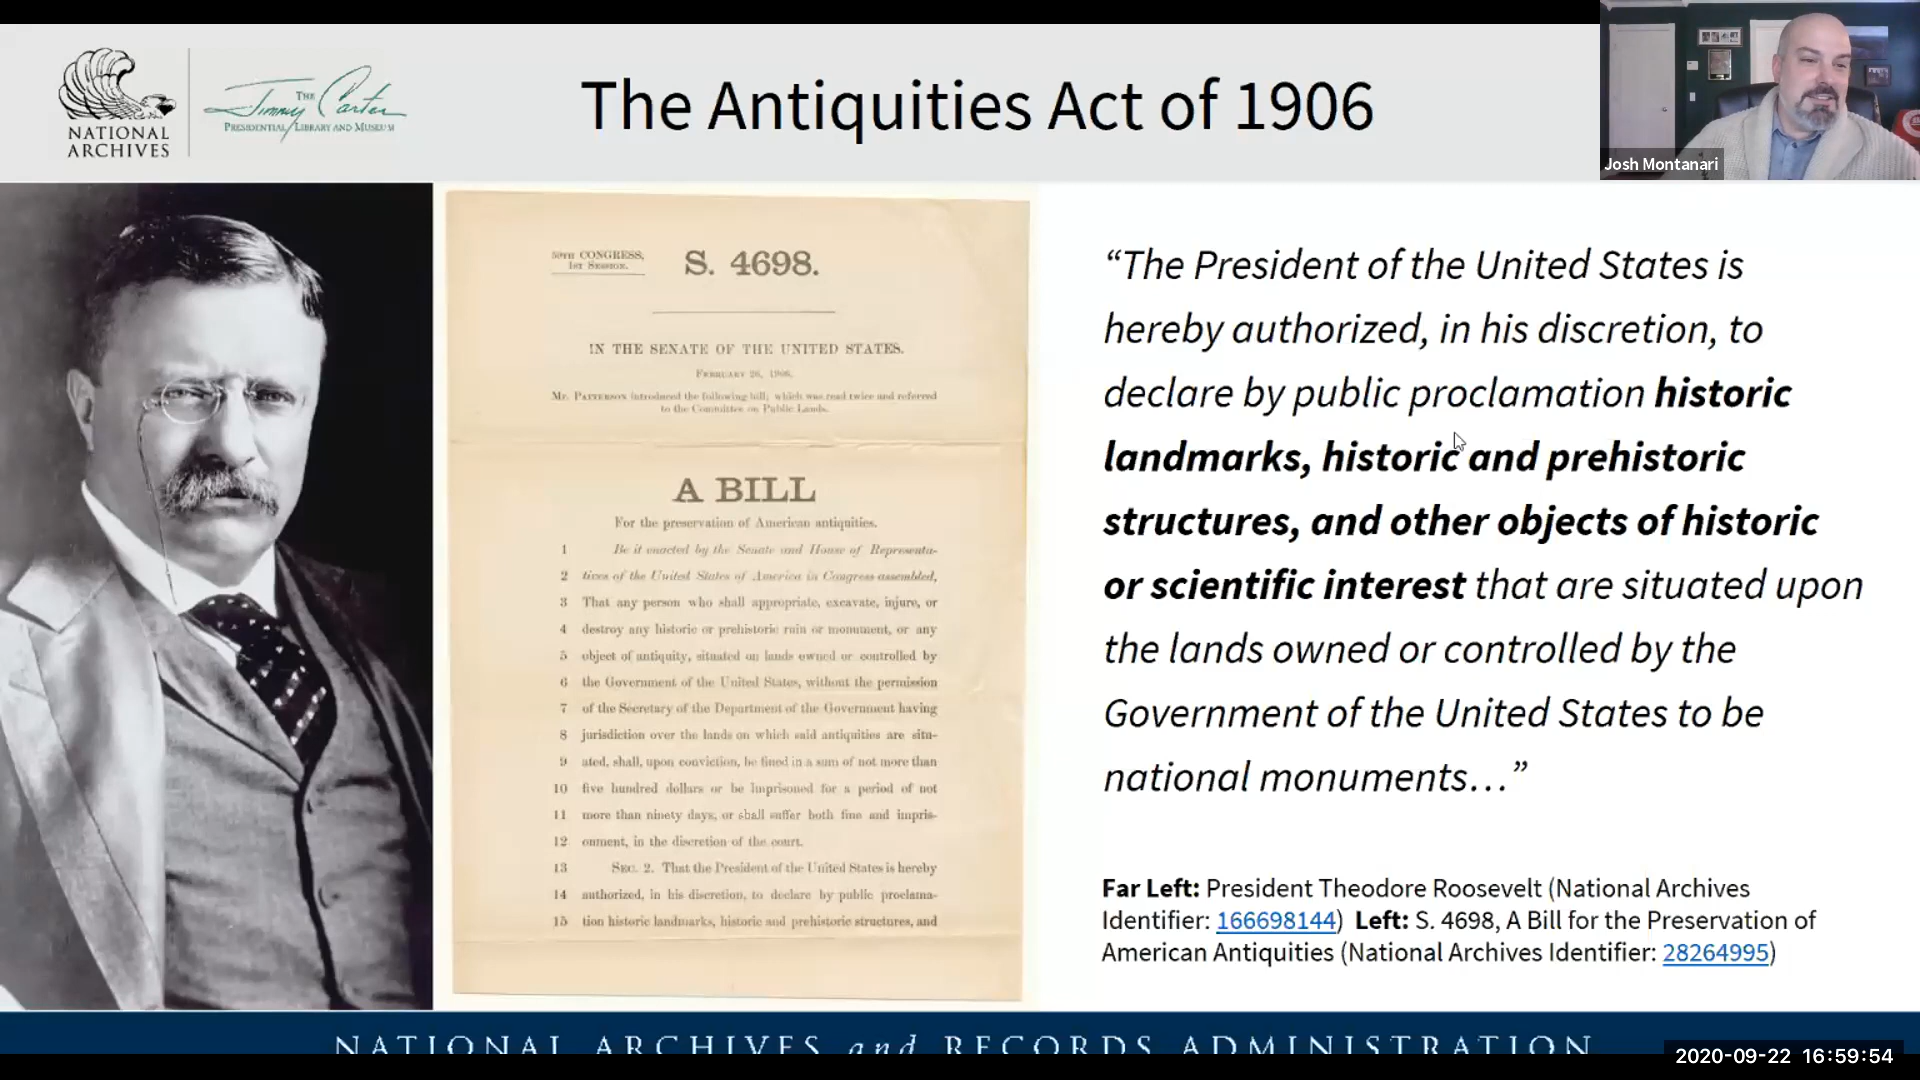 NATIONAL
ARCHIVES
THE
Jimmy Carter
PRESIDENTIAL LIBRARY AND MUSEUM
The Antiquities Act of 1906
Josh Montanari
59TH CONGRESS,
1ST SESSION.
S. 4698.
IN THE SENATE OF THE UNITED STATES.
FEBRUARY 26, 1906.
Mr. PATTERSON introduced the following bill; which was read twice and referred
to the Committee on Public Lands.
A BILL
For the preservation of American antiquities.
1 Be it enacted by the Senate and House of Representa-
2 tives of the United States of America in Congress assembled,
3 That any person who shall appropriate, excavate, injure, or
4 destroy any historic or prehistoric ruin or monument, or any
5 object of antiquity, situated on lands owned or controlled by
6 the Government of the United States, without the permission
7 of the Secretary of the Department of the Government having
8 jurisdiction over the lands on which said antiquities are situ-
9 ated, shall, upon conviction, be fined in a sum of not more than
10 five hundred dollars or be imprisoned for a period of not
11 more than ninety days, or shall suffer both fine and impris-
12 onment, in the discretion of the court.
13 SEC. 2. That the President of the United States is hereby
14 authorized, in his discretion, to declare by public proclama-
15 tion historic landmarks, historic and prehistoric structures, and
“The President of the United States is
hereby authorized, in his discretion, to
declare by public proclamation historic
landmarks, historic and prehistoric
structures, and other objects of historic
or scientific interest that are situated upon
the lands owned or controlled by the
Government of the United States to be
national monuments…”
Far Left: President Theodore Roosevelt (National Archives
Identifier: 166698144) Left: S. 4698, A Bill for the Preservation of
American Antiquities (National Archives Identifier: 28264995)
NATIONAL ARCHIVES and RECORDS ADMINISTRATION
2020-09-22 16:59:54